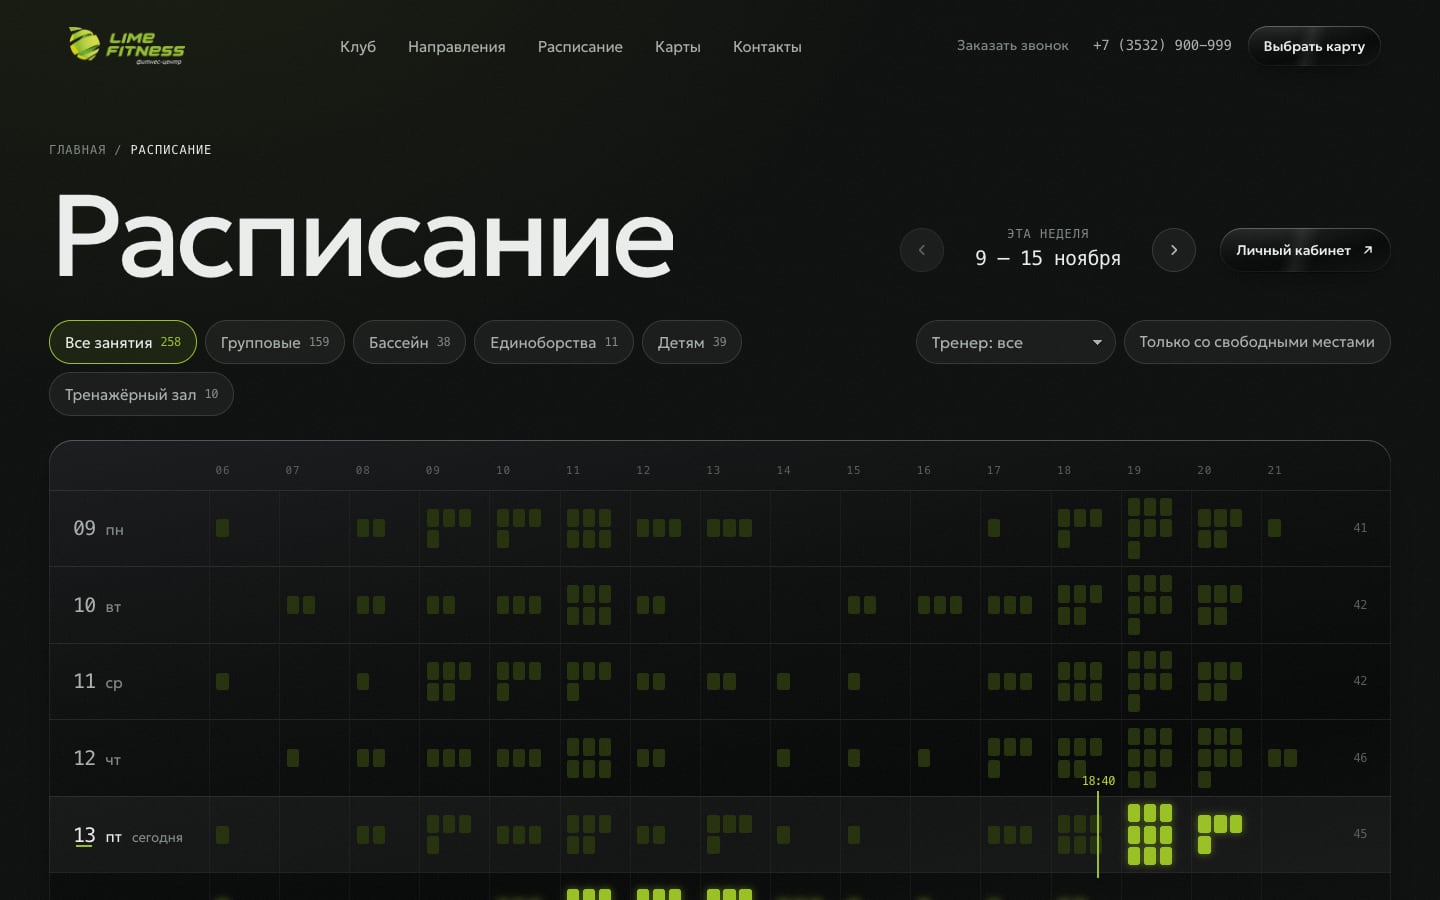 LIME FITNESS
фитнес-центр
Клуб Направления Расписание Карты Контакты
Заказать звонок +7 (3532) 900-999 Выбрать карту
ГЛАВНАЯ / РАСПИСАНИЕ
Расписание
ЭТА НЕДЕЛЯ
9 — 15 ноября
Личный кабинет ↗
Все занятия 258 Групповые 159 Бассейн 38 Единоборства 11 Детям 39
Тренер: все Только со свободными местами
Тренажёрный зал 10
06 07 08 09 10 11 12 13 14 15 16 17 18 19 20 21
09 пн 41
10 вт 42
11 ср 42
12 чт 46
18:40
13 пт сегодня 45